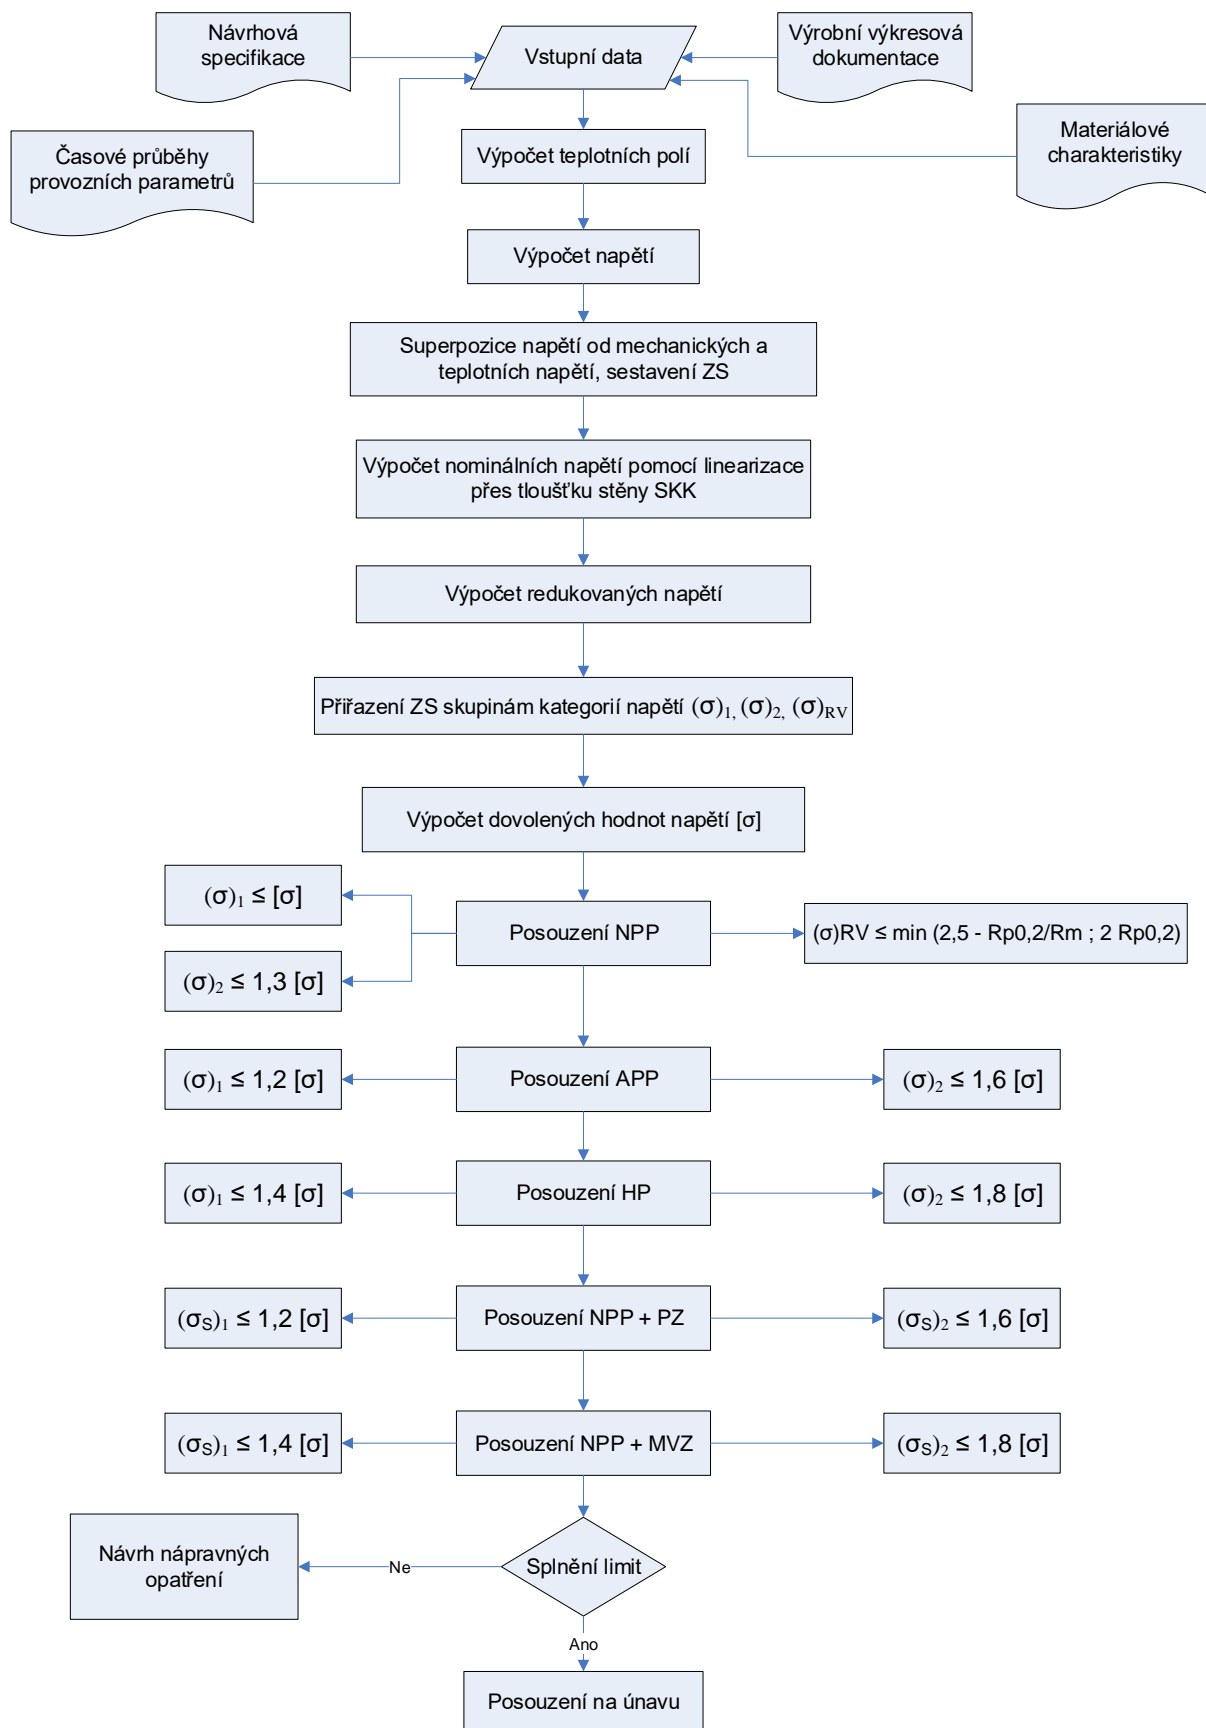 Návrhová
specifikace
Vstupní data
Výrobní výkresová
dokumentace
Časové průběhy
provozních parametrů
Materiálové
charakteristiky
Výpočet teplotních polí
Výpočet napětí
Superpozice napětí od mechanických a
teplotních napětí, sestavení ZS
Výpočet nominálních napětí pomocí linearizace
přes tloušťku stěny SKK
Výpočet redukovaných napětí
Přiřazení ZS skupinám kategorií napětí (σ)₁, (σ)₂, (σ)RV
Výpočet dovolených hodnot napětí [σ]
(σ)₁ ≤ [σ]
Posouzení NPP
(σ)RV ≤ min (2,5 - Rp0,2/Rm ; 2 Rp0,2)
(σ)₂ ≤ 1,3 [σ]
(σ)₁ ≤ 1,2 [σ]
Posouzení APP
(σ)₂ ≤ 1,6 [σ]
(σ)₁ ≤ 1,4 [σ]
Posouzení HP
(σ)₂ ≤ 1,8 [σ]
(σS)₁ ≤ 1,2 [σ]
Posouzení NPP + PZ
(σS)₂ ≤ 1,6 [σ]
(σS)₁ ≤ 1,4 [σ]
Posouzení NPP + MVZ
(σS)₂ ≤ 1,8 [σ]
Návrh nápravných
opatření
Ne
Splnění limit
Ano
Posouzení na únavu